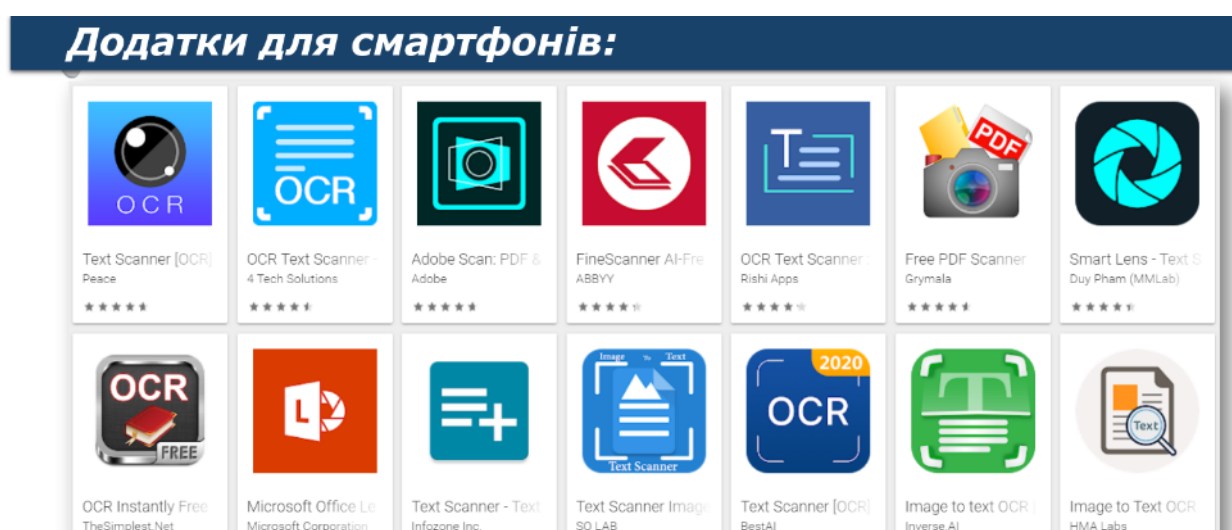 Додатки для смартфонів:
OCR
OCR
T
PDF
Text Scanner [OCR]
OCR Text Scanner -
Adobe Scan: PDF &
FineScanner AI-Fre
OCR Text Scanner :
Free PDF Scanner
Smart Lens - Text S
Peace
4 Tech Solutions
Adobe
ABBYY
Rishi Apps
Grymala
Duy Pham (MMLab)
OCR
FREE
L
Image To Text
Text Scanner
2020
OCR
T
Text
OCR Instantly Free
Microsoft Office Le
Text Scanner - Text
Text Scanner Image
Text Scanner [OCR]
Image to text OCR
Image to Text OCR
TheSimplest.Net
Microsoft Corporation
Infozone Inc.
SO LAB
BestAI
Inverse AI
HMA Labs